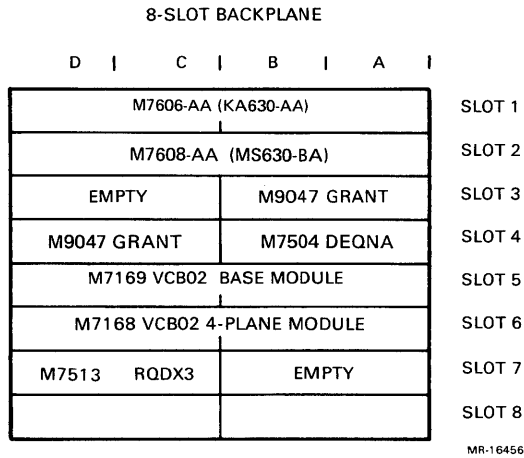 8-SLOT BACKPLANE
D | C | B | A |
M7606-AA (KA630-AA) SLOT 1
M7608-AA (MS630-BA) SLOT 2
EMPTY M9047 GRANT SLOT 3
M9047 GRANT M7504 DEQNA SLOT 4
M7169 VCB02 BASE MODULE SLOT 5
M7168 VCB02 4-PLANE MODULE SLOT 6
M7513 RQDX3 EMPTY SLOT 7
SLOT 8
MR-16456